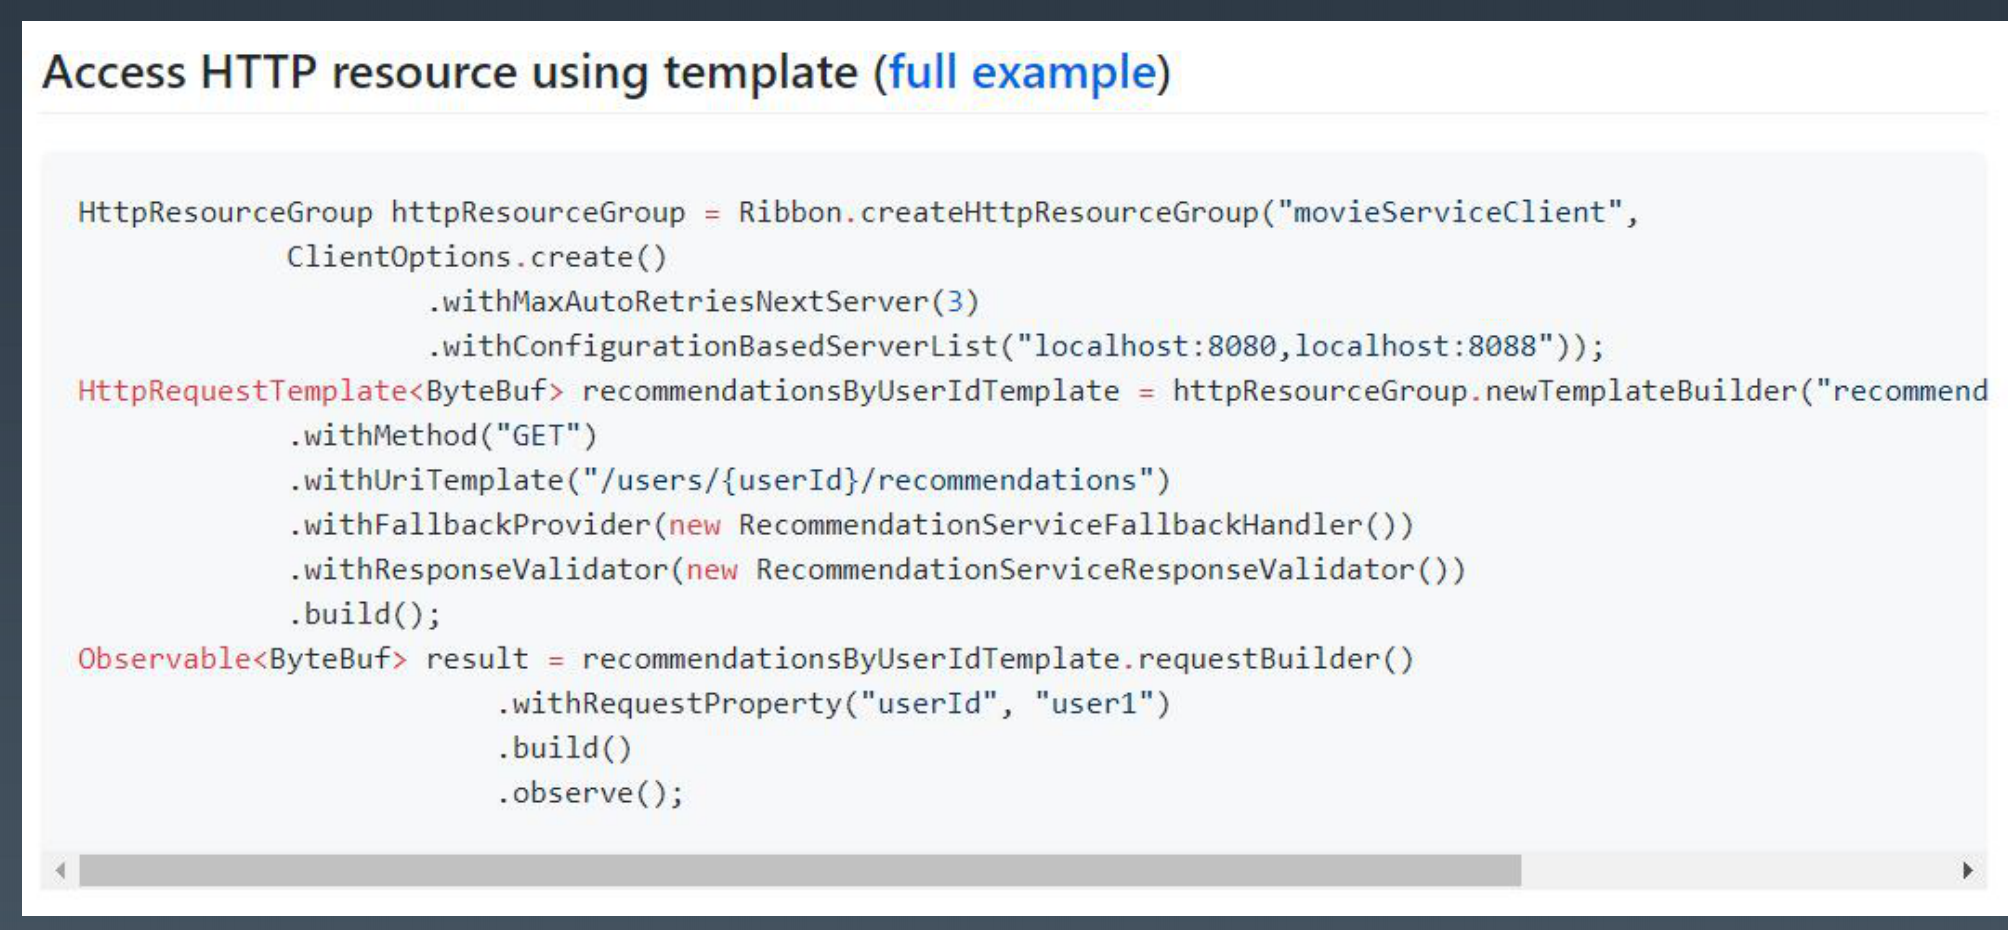 Access HTTP resource using template (full example)
HttpResourceGroup httpResourceGroup = Ribbon.createHttpResourceGroup("movieServiceClient",
ClientOptions.create()
.withMaxAutoRetriesNextServer(3)
.withConfigurationBasedServerList("localhost:8080,localhost:8088"));
HttpRequestTemplate<ByteBuf> recommendationsByUserIdTemplate = httpResourceGroup.newTemplateBuilder("recommend
.withMethod("GET")
.withUriTemplate("/users/{userId}/recommendations")
.withFallbackProvider(new RecommendationServiceFallbackHandler())
.withResponseValidator(new RecommendationServiceResponseValidator())
.build();
Observable<ByteBuf> result = recommendationsByUserIdTemplate.requestBuilder()
.withRequestProperty("userId", "user1")
.build()
.observe();